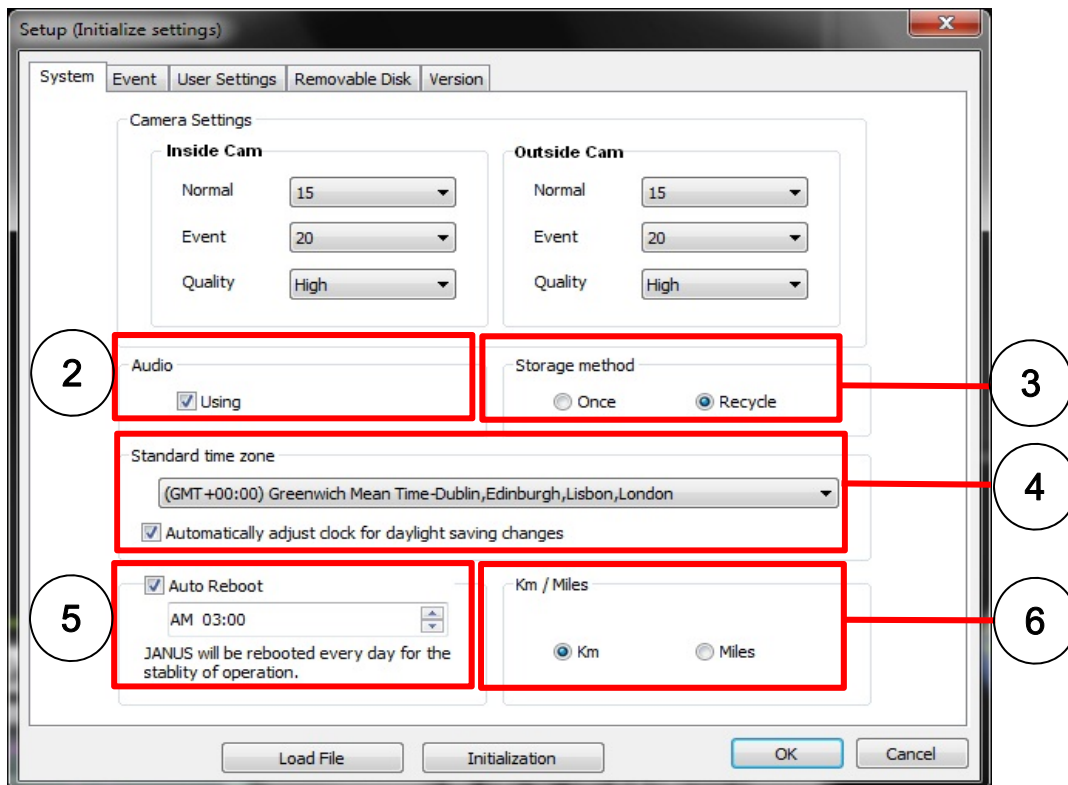 Setup (Initialize settings)
System Event User Settings Removable Disk Version
Camera Settings
Inside Cam Outside Cam
Normal 15 Normal 15
Event 20 Event 20
Quality High Quality High
2 Audio Storage method 3
Using Once Recycle
Standard time zone
(GMT+00:00) Greenwich Mean Time-Dublin,Edinburgh,Lisbon,London 4
Automatically adjust clock for daylight saving changes
Auto Reboot Km / Miles
5 AM 03:00 6
JANUS will be rebooted every day for the Km Miles
stablity of operation.
Load File Initialization OK Cancel